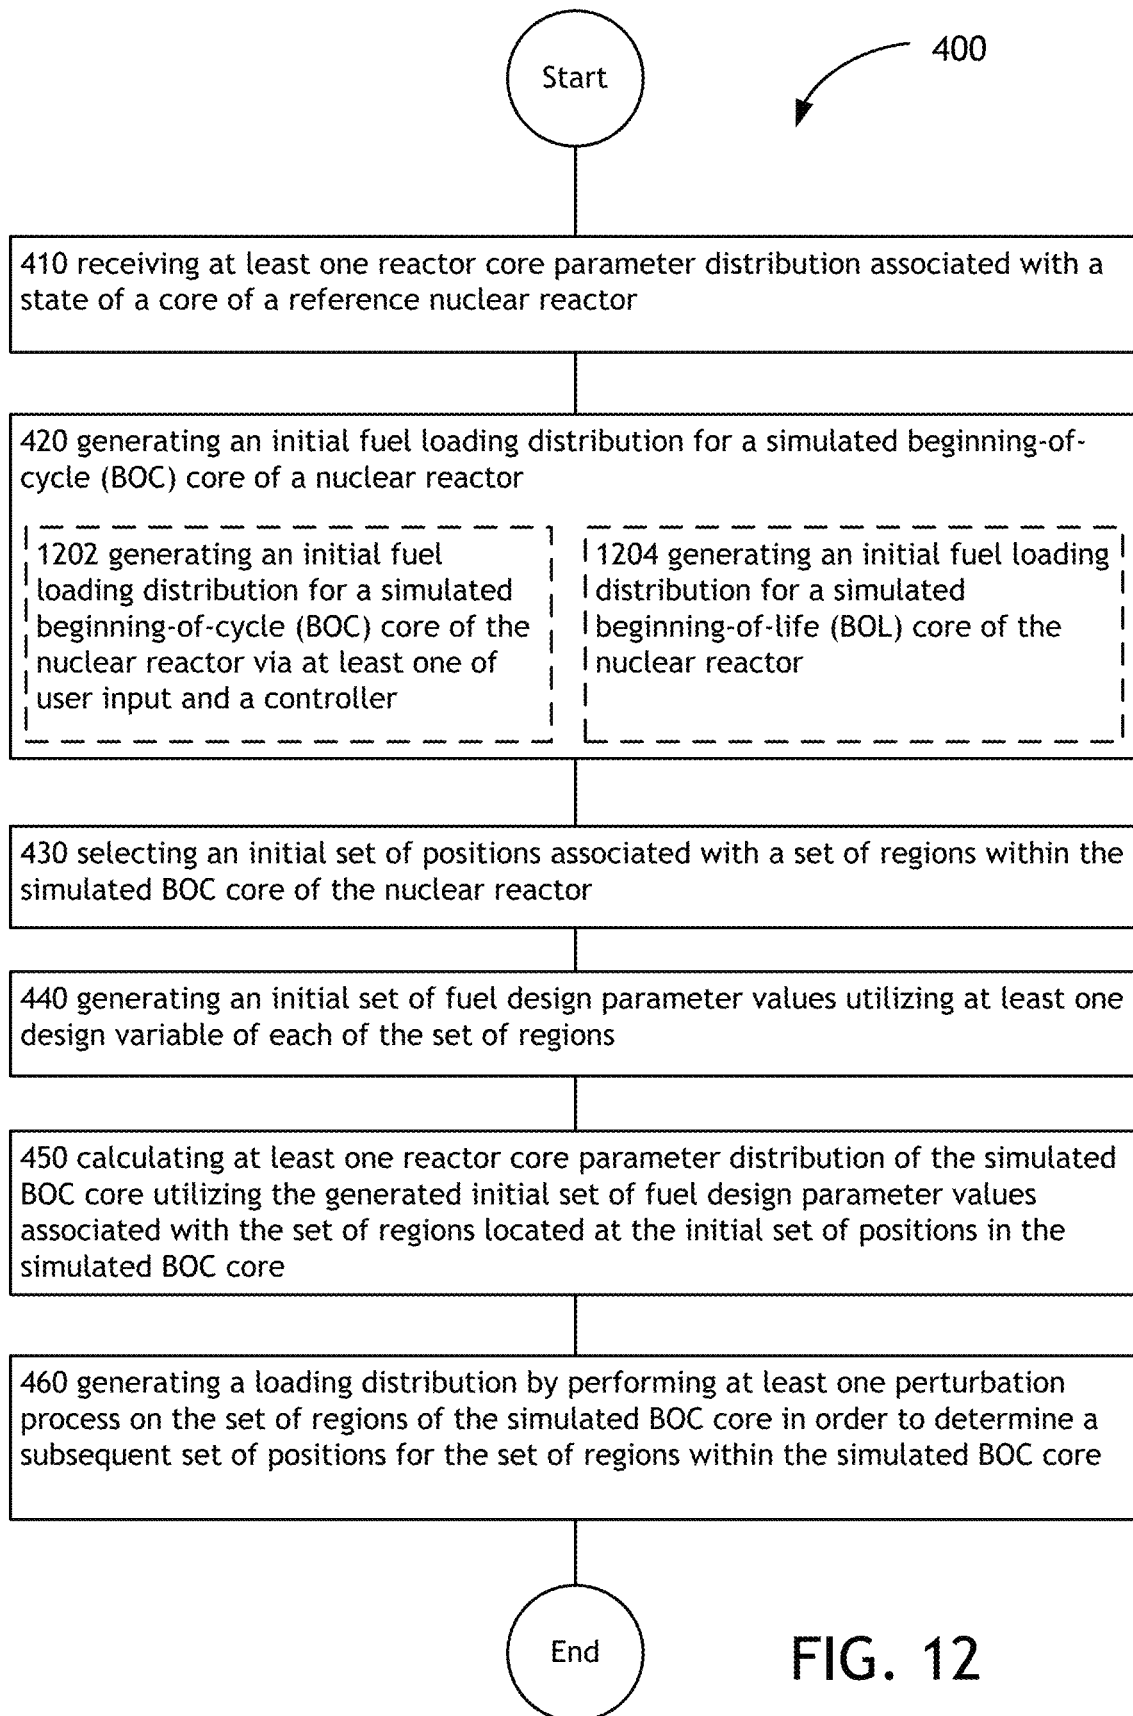 Start
400
410 receiving at least one reactor core parameter distribution associated with a
state of a core of a reference nuclear reactor
420 generating an initial fuel loading distribution for a simulated beginning-of-
cycle (BOC) core of a nuclear reactor
1202 generating an initial fuel
loading distribution for a simulated
beginning-of-cycle (BOC) core of the
nuclear reactor via at least one of
user input and a controller
1204 generating an initial fuel loading
distribution for a simulated
beginning-of-life (BOL) core of the
nuclear reactor
430 selecting an initial set of positions associated with a set of regions within the
simulated BOC core of the nuclear reactor
440 generating an initial set of fuel design parameter values utilizing at least one
design variable of each of the set of regions
450 calculating at least one reactor core parameter distribution of the simulated
BOC core utilizing the generated initial set of fuel design parameter values
associated with the set of regions located at the initial set of positions in the
simulated BOC core
460 generating a loading distribution by performing at least one perturbation
process on the set of regions of the simulated BOC core in order to determine a
subsequent set of positions for the set of regions within the simulated BOC core
End
FIG. 12